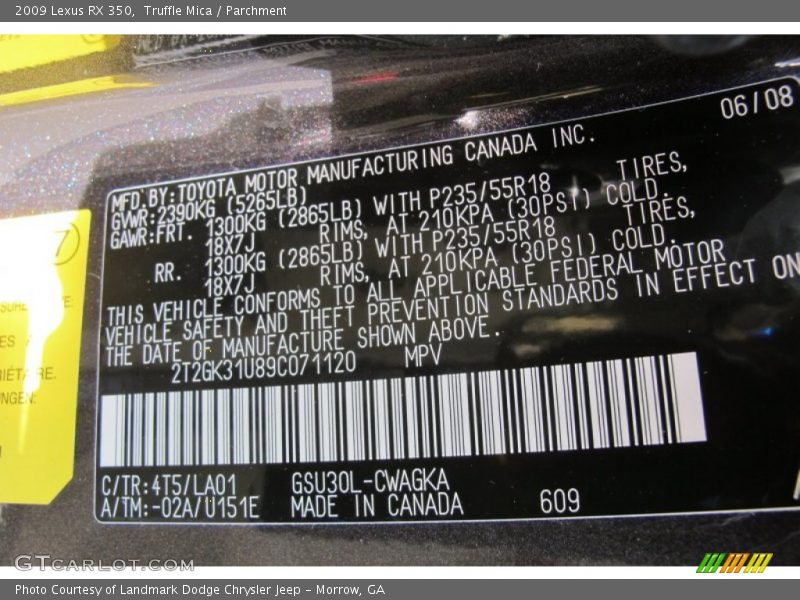 2009 Lexus RX 350, Truffle Mica / Parchment
06/08
MFD.BY:TOYOTA MOTOR MANUFACTURING CANADA INC.
GVWR:2390KG (5265LB)
GAWR:FRT. 1300KG (2865LB) WITH P235/55R18 TIRES,
18X7J RIMS, AT 210KPA (30PSI) COLD.
RR. 1300KG (2865LB) WITH P235/55R18 TIRES,
18X7J RIMS, AT 210KPA (30PSI) COLD.
THIS VEHICLE CONFORMS TO ALL APPLICABLE FEDERAL MOTOR
VEHICLE SAFETY AND THEFT PREVENTION STANDARDS IN EFFECT ON
THE DATE OF MANUFACTURE SHOWN ABOVE.
2T2GK31U89C071120 MPV
C/TR:4T5/LA01 GSU30L-CWAGKA
A/TM:-02A/U151E MADE IN CANADA 609
GTCarLot.com
Photo Courtesy of Landmark Dodge Chrysler Jeep - Morrow, GA